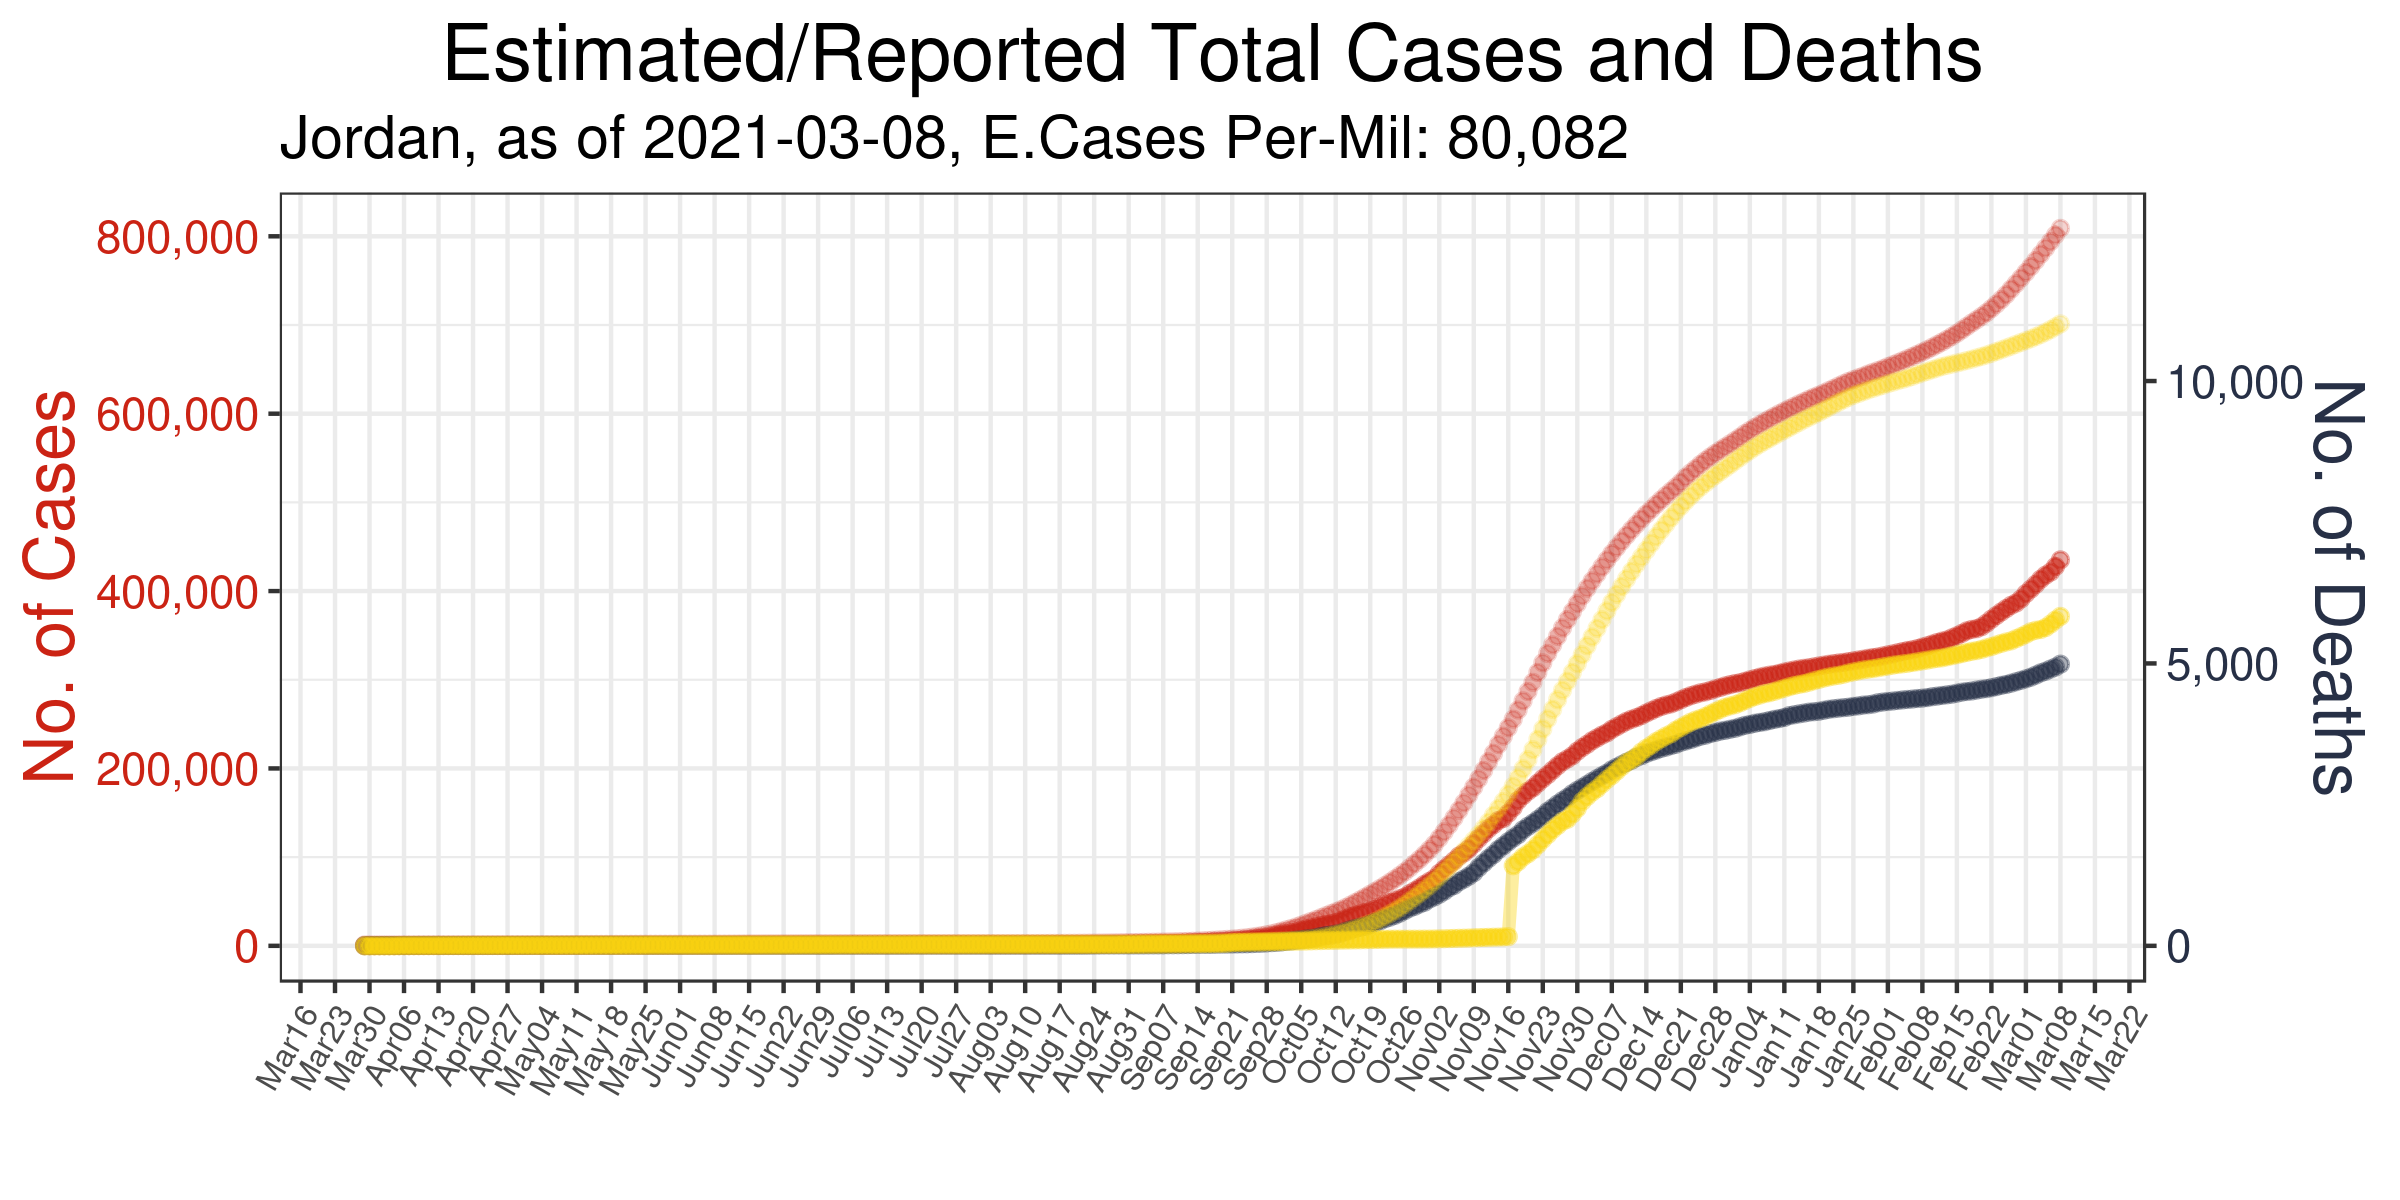 Estimated/Reported Total Cases and Deaths
Jordan, as of 2021-03-08, E.Cases Per-Mil: 80,082
No. of Cases
800,000
600,000
400,000
200,000
0
10,000
5,000
0
No. of Deaths
Mar16 Mar23 Mar30 Apr06 Apr13 Apr20 Apr27 May04 May11 May18 May25 Jun01 Jun08 Jun15 Jun22 Jun29 Jul06 Jul13 Jul20 Jul27 Aug03 Aug10 Aug17 Aug24 Aug31 Sep07 Sep14 Sep21 Sep28 Oct05 Oct12 Oct19 Oct26 Nov02 Nov09 Nov16 Nov23 Nov30 Dec07 Dec14 Dec21 Dec28 Jan04 Jan11 Jan18 Jan25 Feb01 Feb08 Feb15 Feb22 Mar01 Mar08 Mar15 Mar22